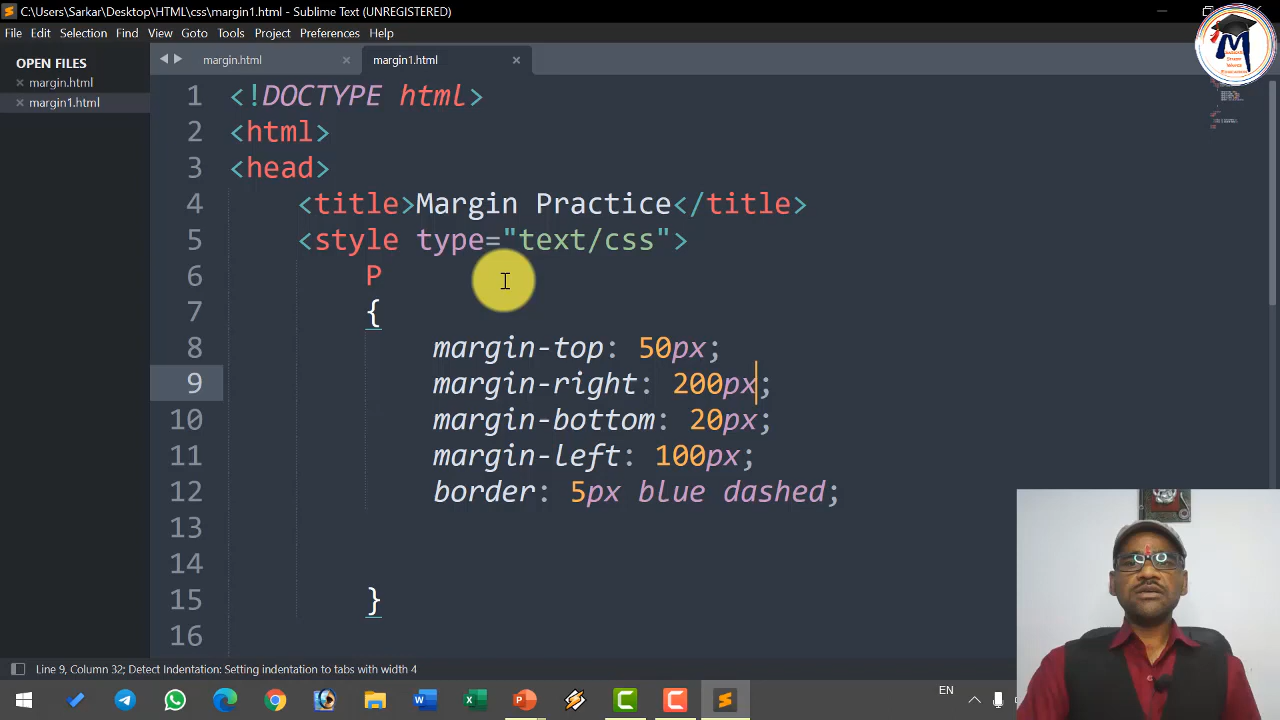 C:\Users\Sarkar\Desktop\HTML\css\margin1.html - Sublime Text (UNREGISTERED)
File Edit Selection Find View Goto Tools Project Preferences Help
OPEN FILES
margin.html
margin1.html
margin.html margin1.html
1 <!DOCTYPE html>
2 <html>
3 <head>
4 <title>Margin Practice</title>
5 <style type="text/css">
6 P
7 {
8 margin-top: 50px;
9 margin-right: 200px;
10 margin-bottom: 20px;
11 margin-left: 100px;
12 border: 5px blue dashed;
13
14
15 }
16
Line 9, Column 32; Detect Indentation: Setting indentation to tabs with width 4
EN